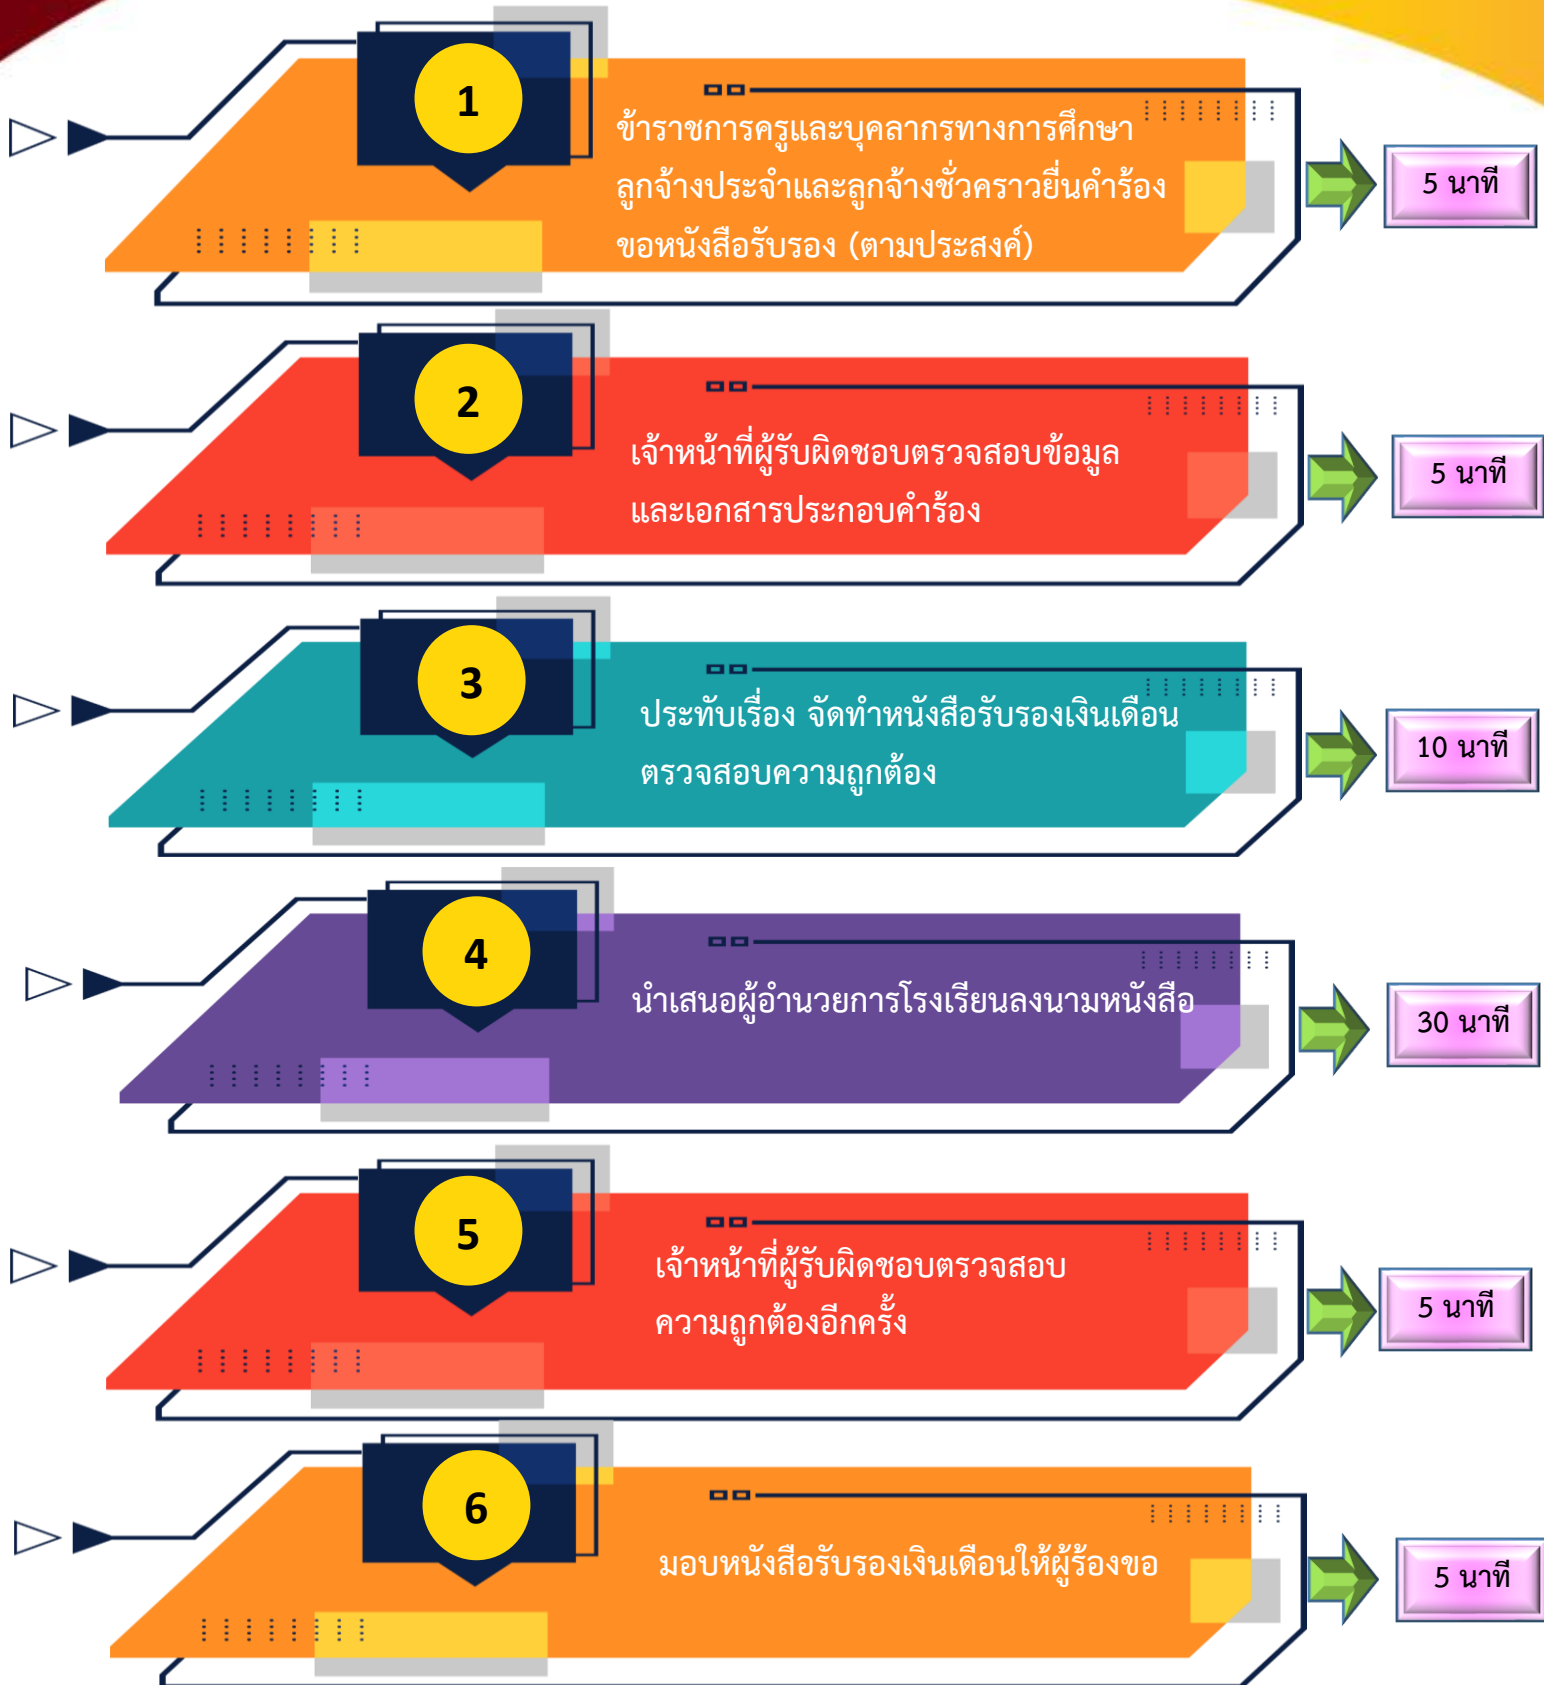 1
ข้าราชการครูและบุคลากรทางการศึกษา
ลูกจ้างประจำและลูกจ้างชั่วคราวยื่นคำร้อง
ขอหนังสือรับรอง (ตามประสงค์)
5 นาที
2
เจ้าหน้าที่ผู้รับผิดชอบตรวจสอบข้อมูล
และเอกสารประกอบคำร้อง
5 นาที
3
ประทับเรื่อง จัดทำหนังสือรับรองเงินเดือน
ตรวจสอบความถูกต้อง
10 นาที
4
นำเสนอผู้อำนวยการโรงเรียนลงนามหนังสือ
30 นาที
5
เจ้าหน้าที่ผู้รับผิดชอบตรวจสอบ
ความถูกต้องอีกครั้ง
5 นาที
6
มอบหนังสือรับรองเงินเดือนให้ผู้ร้องขอ
5 นาที